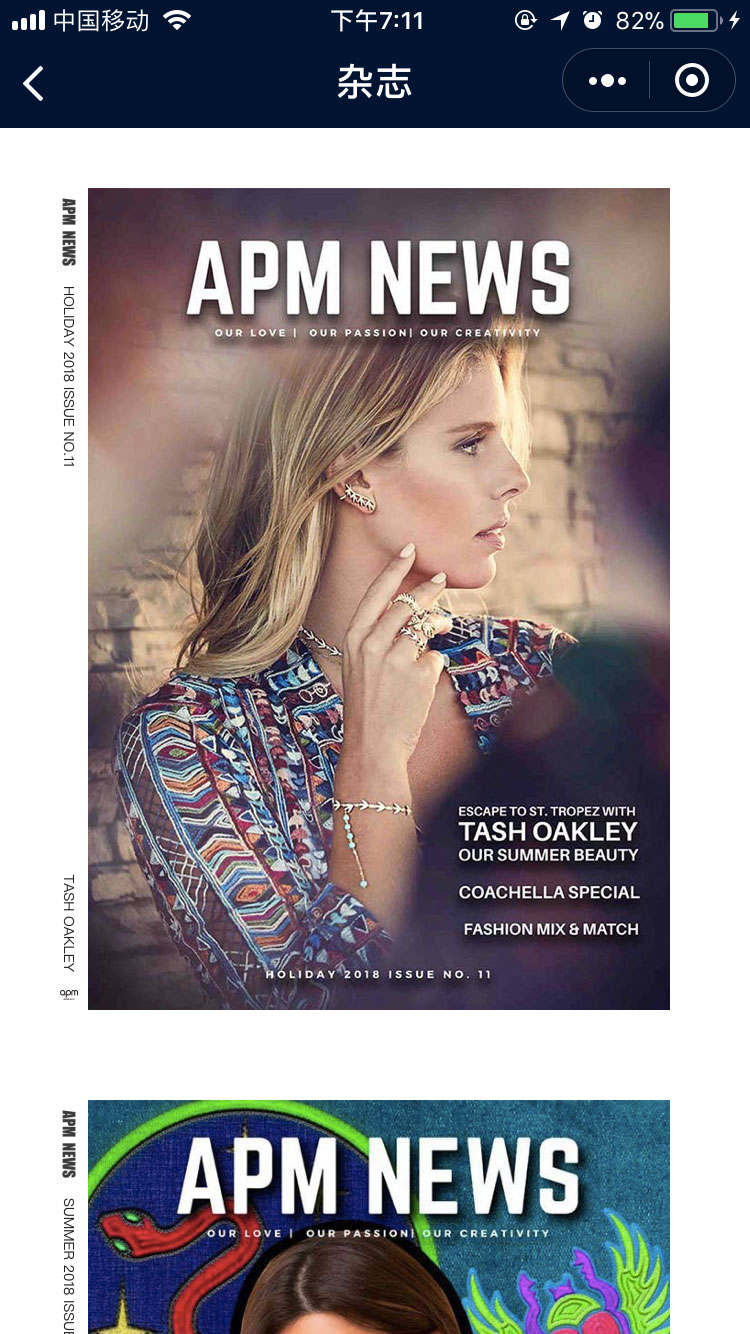 中国移动
下午7:11
82%
杂志
APM NEWS HOLIDAY 2018 ISSUE NO.11
TASH OAKLEY
apm
APM NEWS
OUR LOVE | OUR PASSION| OUR CREATIVITY
ESCAPE TO ST. TROPEZ WITH
TASH OAKLEY
OUR SUMMER BEAUTY
COACHELLA SPECIAL
FASHION MIX & MATCH
HOLIDAY 2018 ISSUE NO. 11
APM NEWS SUMMER 2018 ISSUE
APM NEWS
OUR LOVE | OUR PASSION| OUR CREATIVITY